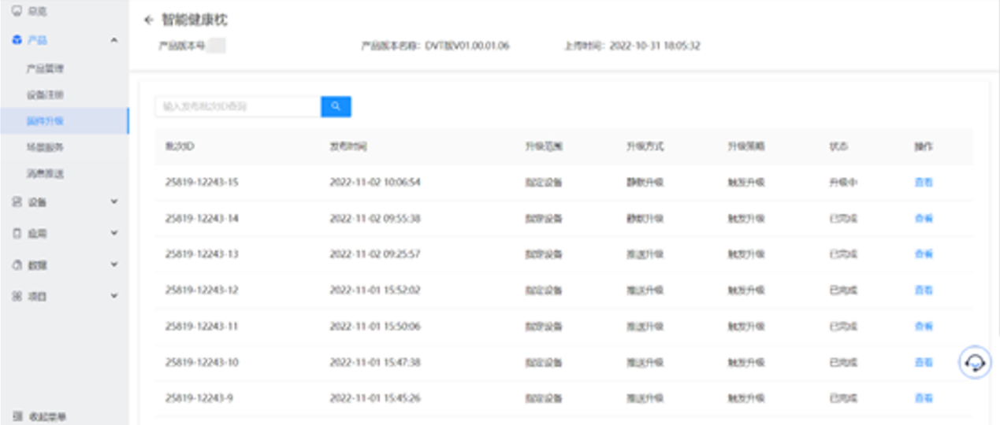 总览
产品
产品管理
设备注册
固件升级
场景服务
消息推送
设备
应用
数据
项目
收起菜单
智能健康枕
产品版本号
产品版本名称：DVT版V01.00.01.06
上传时间：2022-10-31 18:05:32
输入发布批次ID查询
批次ID 发布时间 升级范围 升级方式 升级策略 状态 操作
25819-12243-15 2022-11-02 10:06:54 指定设备 静默升级 触发升级 升级中 查看
25819-12243-14 2022-11-02 09:55:38 指定设备 静默升级 触发升级 已完成 查看
25819-12243-13 2022-11-02 09:25:57 指定设备 推送升级 触发升级 已完成 查看
25819-12243-12 2022-11-01 15:52:02 指定设备 推送升级 触发升级 已完成 查看
25819-12243-11 2022-11-01 15:50:06 指定设备 推送升级 触发升级 已完成 查看
25819-12243-10 2022-11-01 15:47:38 指定设备 推送升级 触发升级 已完成 查看
25819-12243-9 2022-11-01 15:45:26 指定设备 推送升级 触发升级 已完成 查看